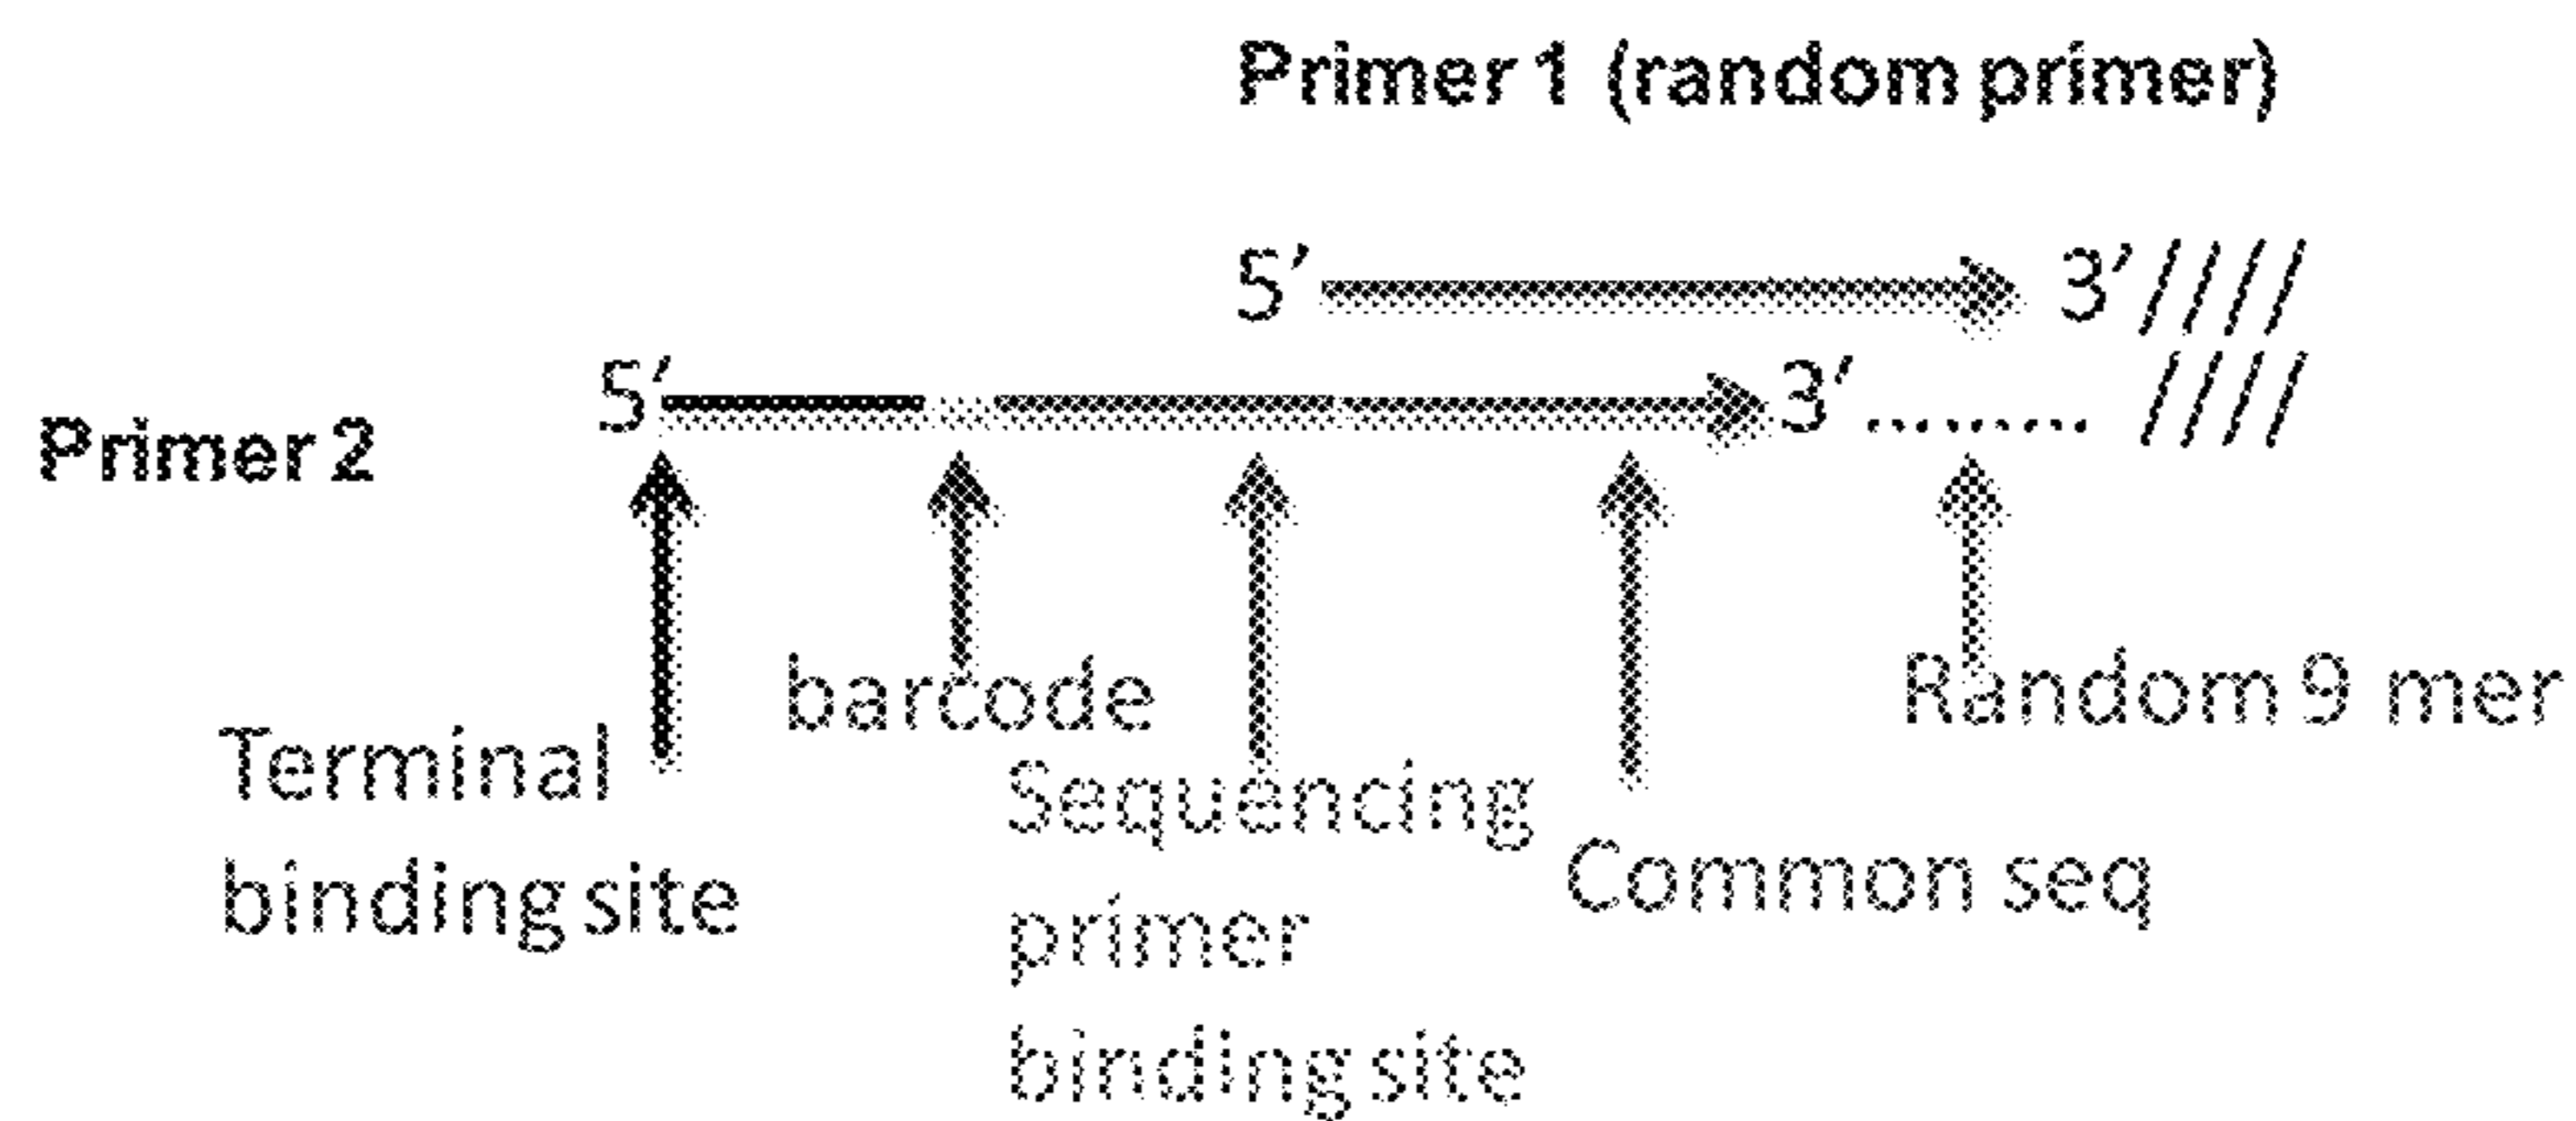 Primer 1 (random primer)
5’ 3’ ////
5’ 3’ ......... ////
Primer 2
barcode
Random 9 mer
Terminal
binding site
Sequencing
primer
binding site
Common seq